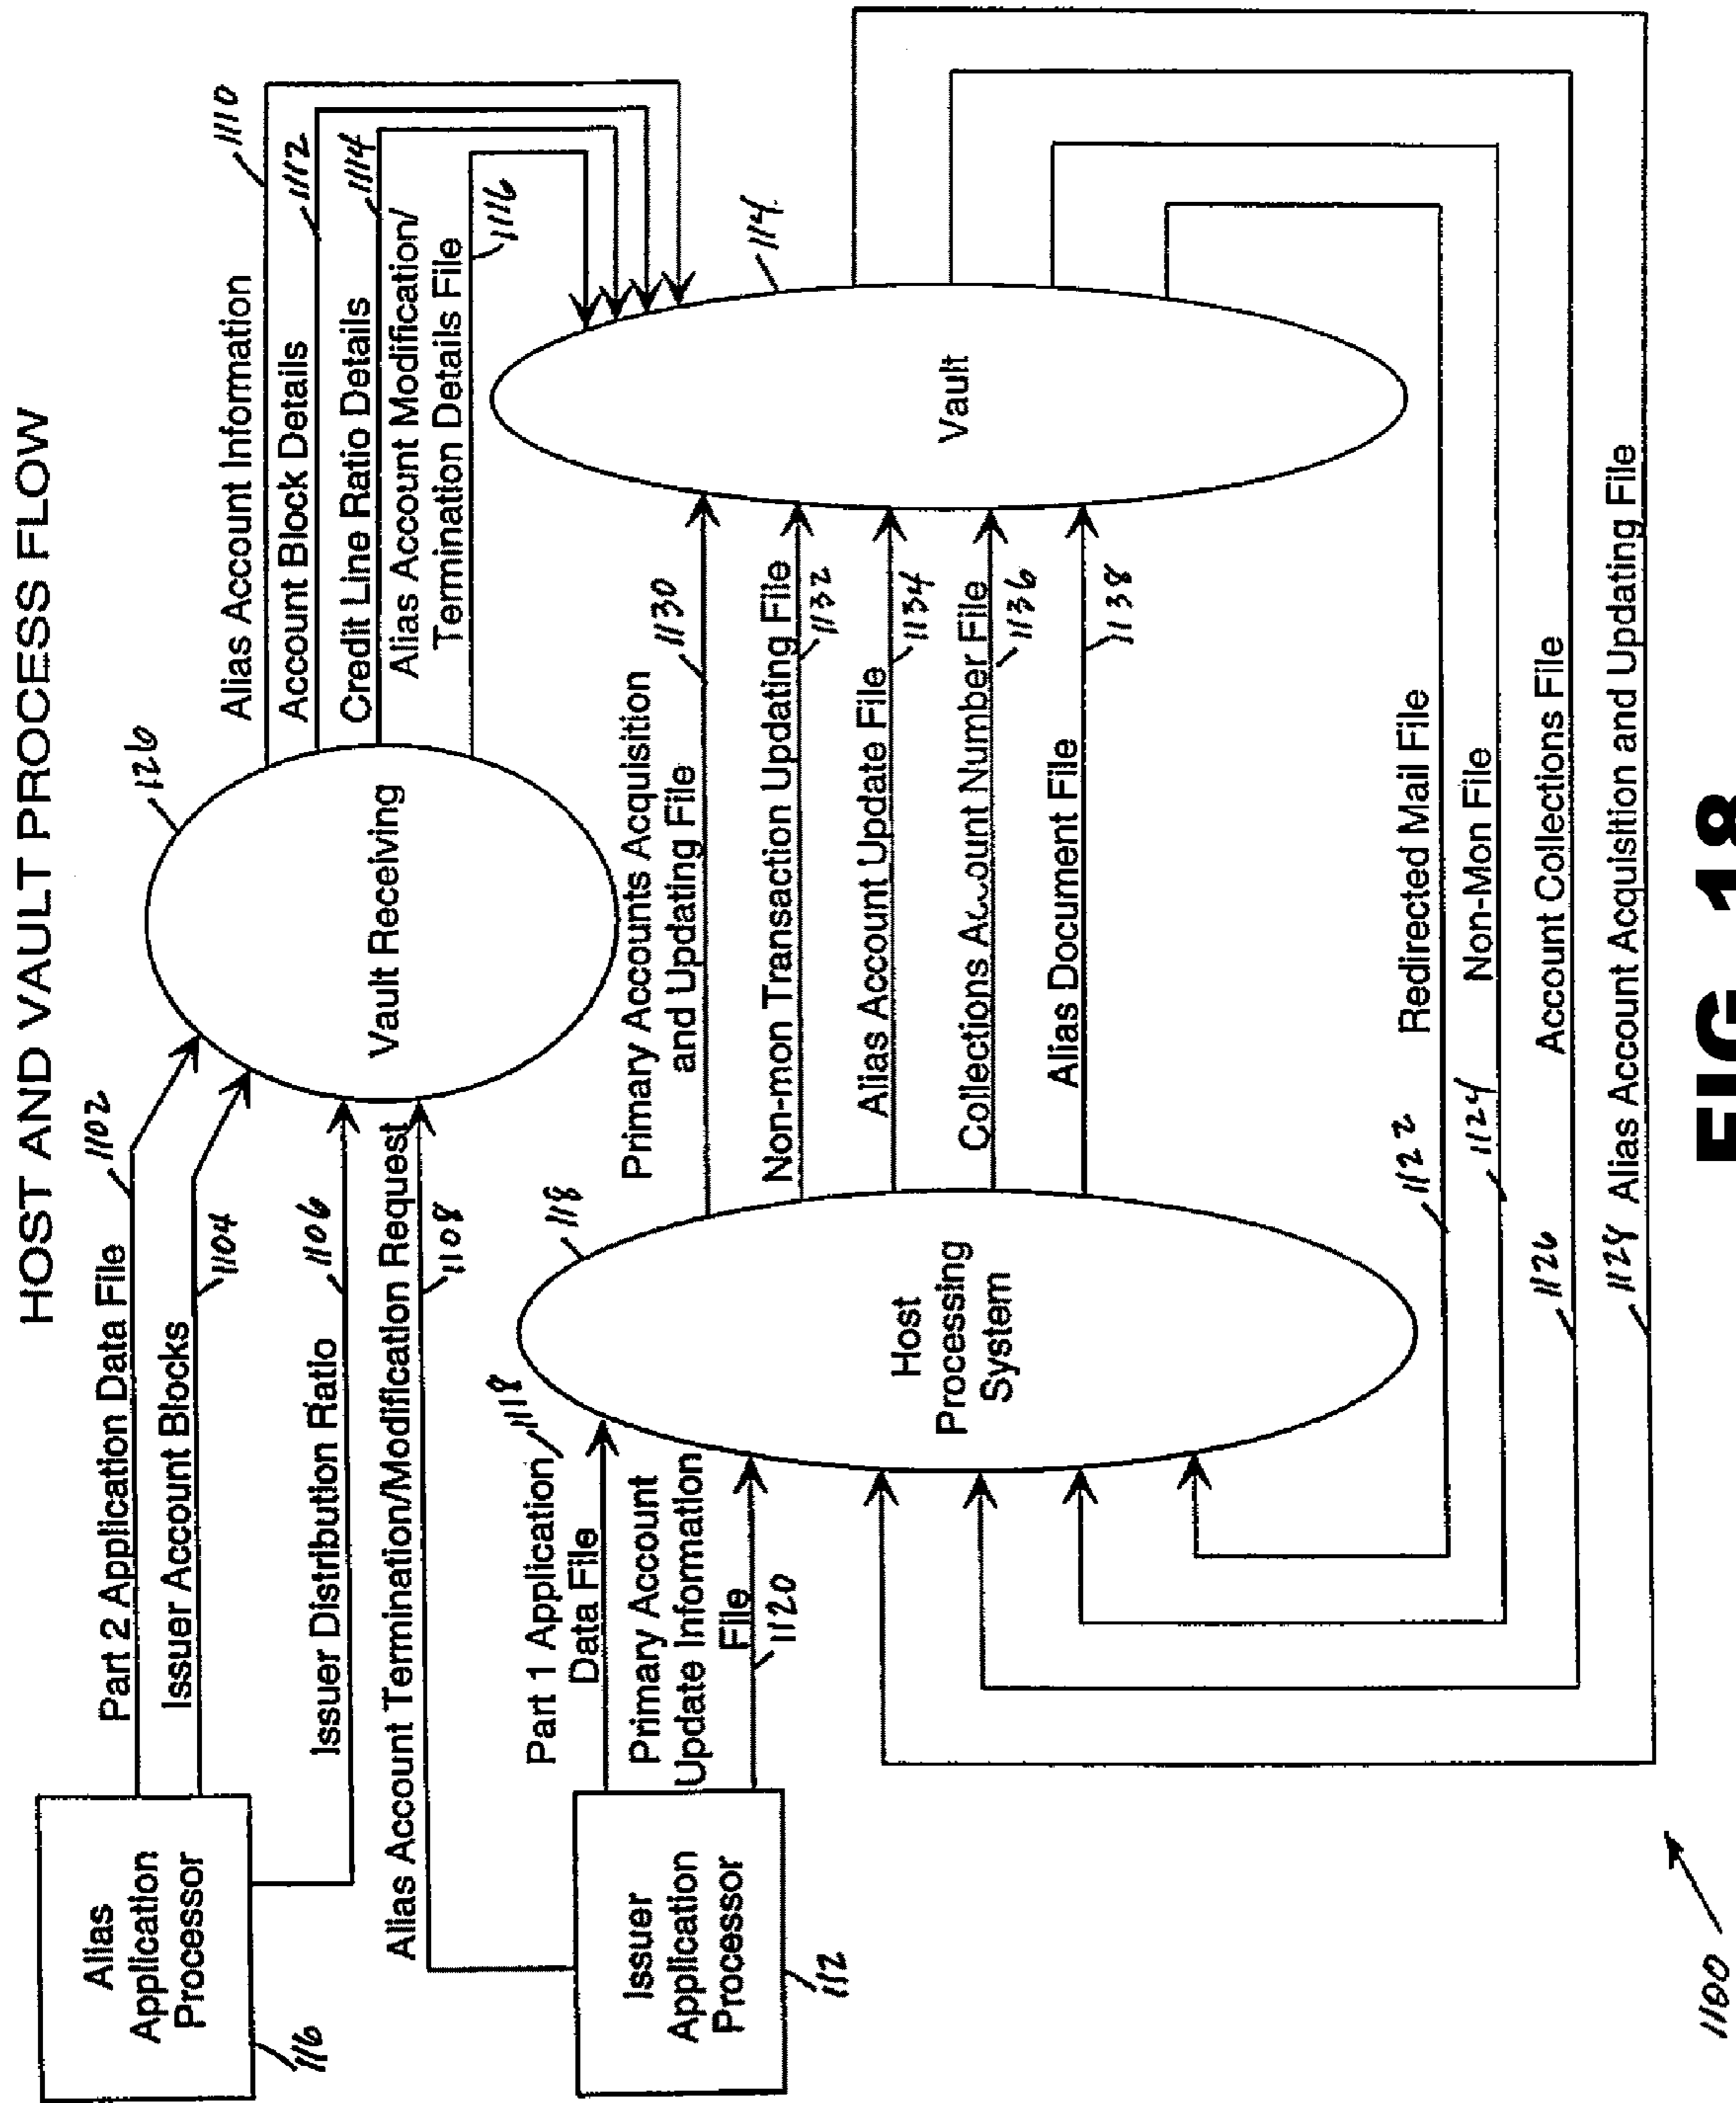 HOST AND VAULT PROCESS FLOW
Alias
Application
Processor
116
Part 2 Application Data File
1102
Issuer Account Blocks
1104
Issuer Distribution Ratio
1106
Alias Account Termination/Modification Request
1108
Vault Receiving
126
Alias Account Information
1110
Account Block Details
1112
Credit Line Ratio Details
1114
Alias Account Modification/
Termination Details File
1116
Issuer
Application
Processor
112
Part 1 Application
Data File
1118
Primary Account
Update Information
File
1120
Host
Processing
System
118
Primary Accounts Acquisition
and Updating File
1130
Non-mon Transaction Updating File
1132
Alias Account Update File
1134
Collections Account Number File
1136
Alias Document File
1138
Vault
114
Redirected Mail File
1122
Non-Mon File
1124
Account Collections File
1126
Alias Account Acquisition and Updating File
1100
FIG. 18